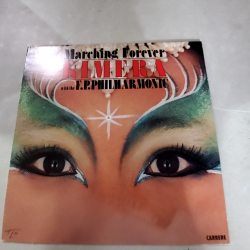 Marching Forever
KIMERA
with the F.P.PHILHARMONIC
CARRERE